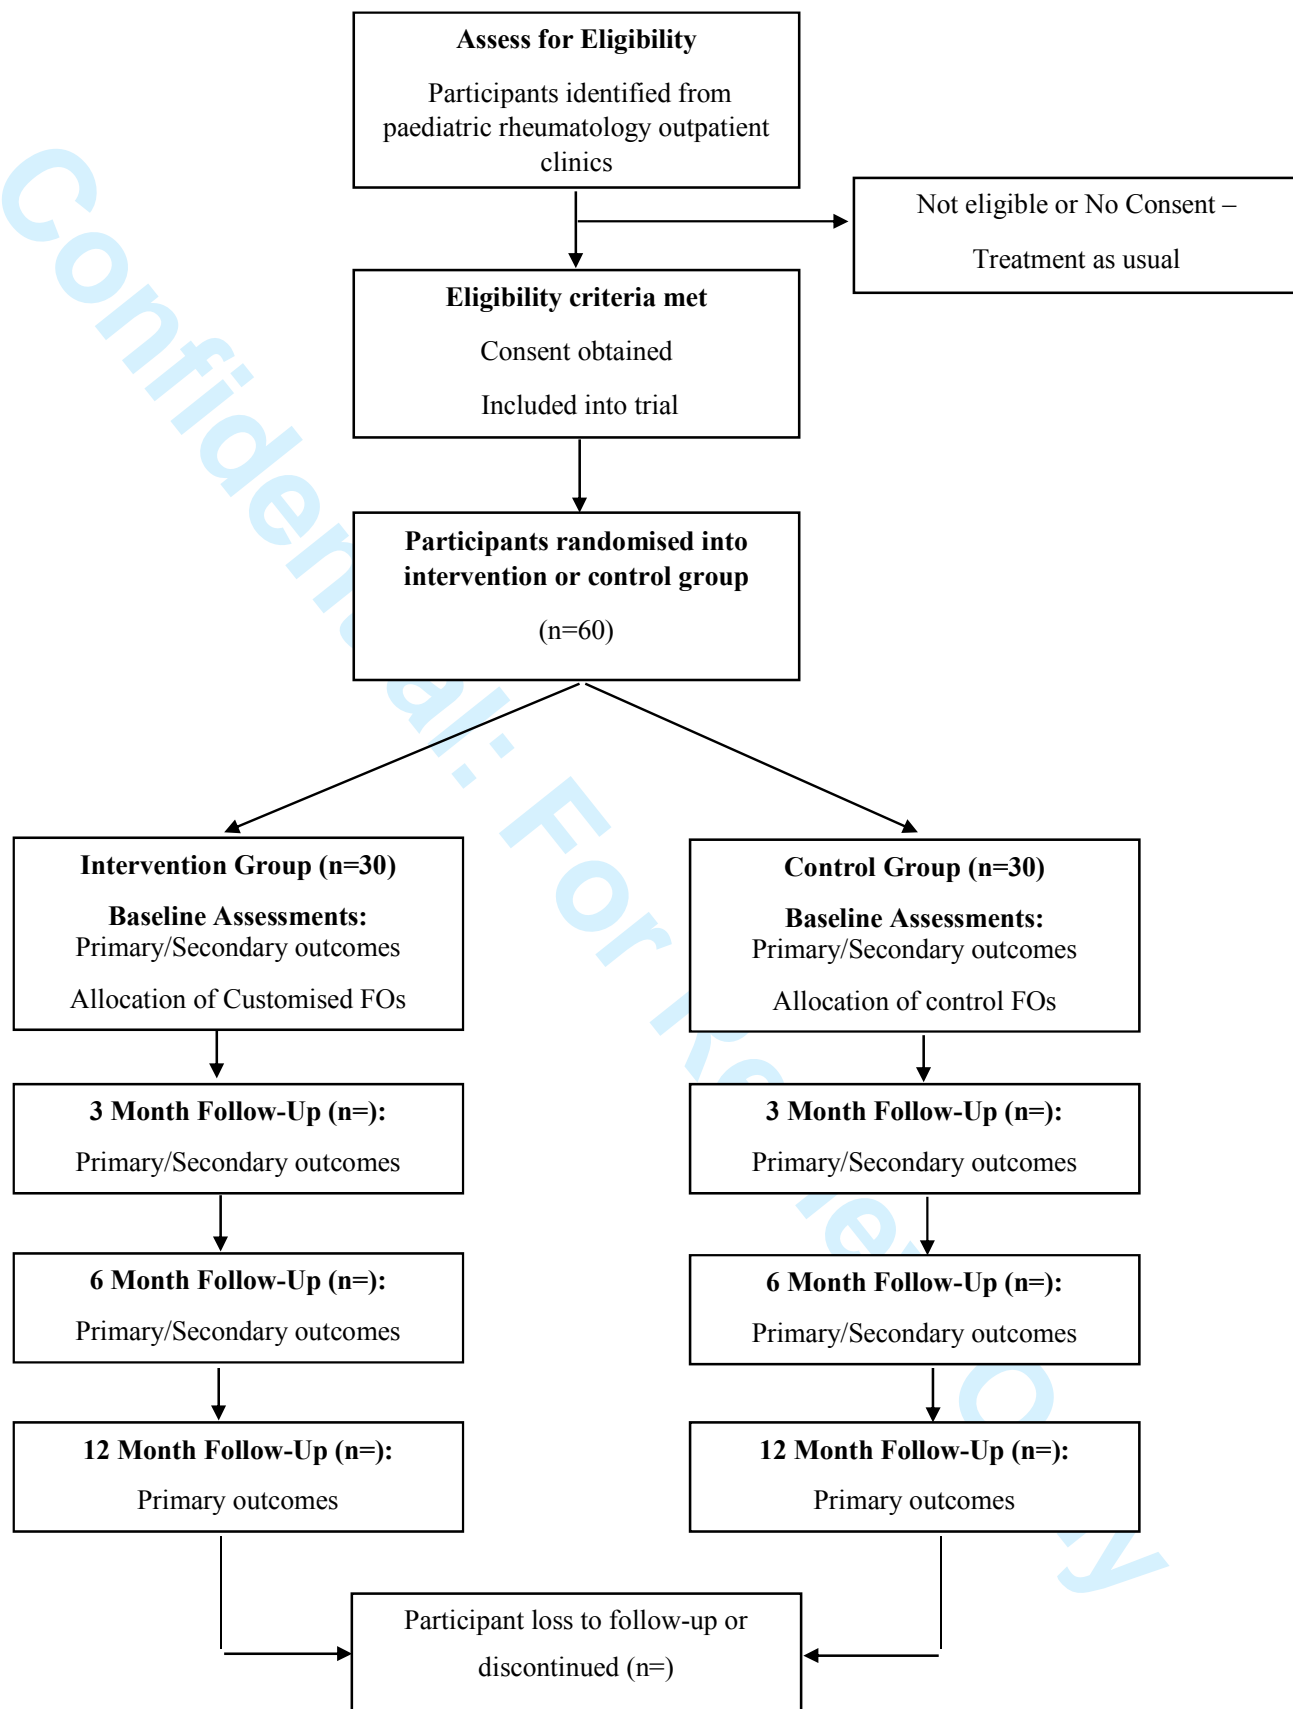 Assess for Eligibility
Participants identified from
paediatric rheumatology outpatient
clinics
Not eligible or No Consent –
Treatment as usual
Eligibility criteria met
Consent obtained
Included into trial
Participants randomised into
intervention or control group
(n=60)
Intervention Group (n=30)
Baseline Assessments:
Primary/Secondary outcomes
Allocation of Customised FOs
Control Group (n=30)
Baseline Assessments:
Primary/Secondary outcomes
Allocation of control FOs
3 Month Follow-Up (n=):
Primary/Secondary outcomes
3 Month Follow-Up (n=):
Primary/Secondary outcomes
6 Month Follow-Up (n=):
Primary/Secondary outcomes
6 Month Follow-Up (n=):
Primary/Secondary outcomes
12 Month Follow-Up (n=):
Primary outcomes
12 Month Follow-Up (n=):
Primary outcomes
Participant loss to follow-up or
discontinued (n=)
Confidential: For Review Only